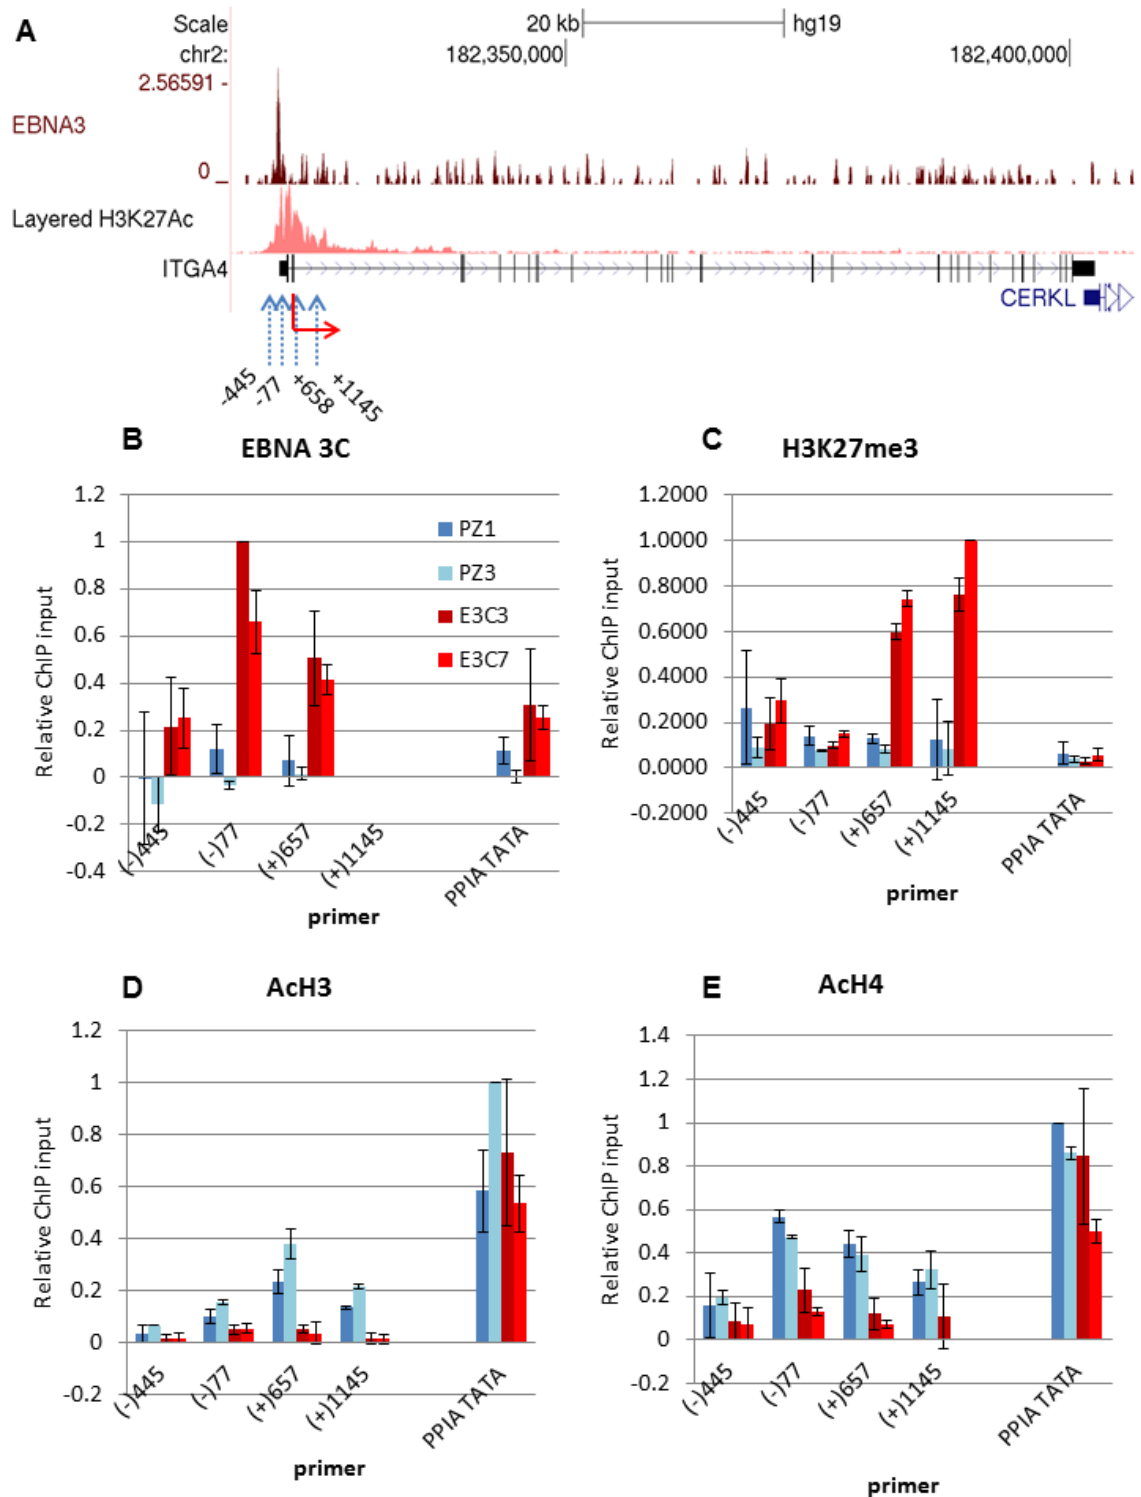 A
Scale 20 kb hg19
chr2: 182,350,000 182,400,000
2.56591 -
EBNA3
0 _
Layered H3K27Ac
ITGA4
CERKL
-445 -77 +658 +1145
B EBNA 3C
1.2
1
0.8
0.6
0.4
0.2
0
-0.2
-0.4
Relative ChIP input
PZ1
PZ3
E3C3
E3C7
(-)445 (-)77 (+)657 (+)1145 PPIA TATA
primer
C H3K27me3
1.2000
1.0000
0.8000
0.6000
0.4000
0.2000
0.0000
-0.2000
Relative ChIP input
(-)445 (-)77 (+)657 (+)1145 PPIA TATA
primer
D AcH3
1.2
1
0.8
0.6
0.4
0.2
0
-0.2
Relative ChIP input
(-)445 (-)77 (+)657 (+)1145 PPIA TATA
primer
E AcH4
1.4
1.2
1
0.8
0.6
0.4
0.2
0
-0.2
Relative ChIP input
(-)445 (-)77 (+)657 (+)1145 PPIA TATA
primer